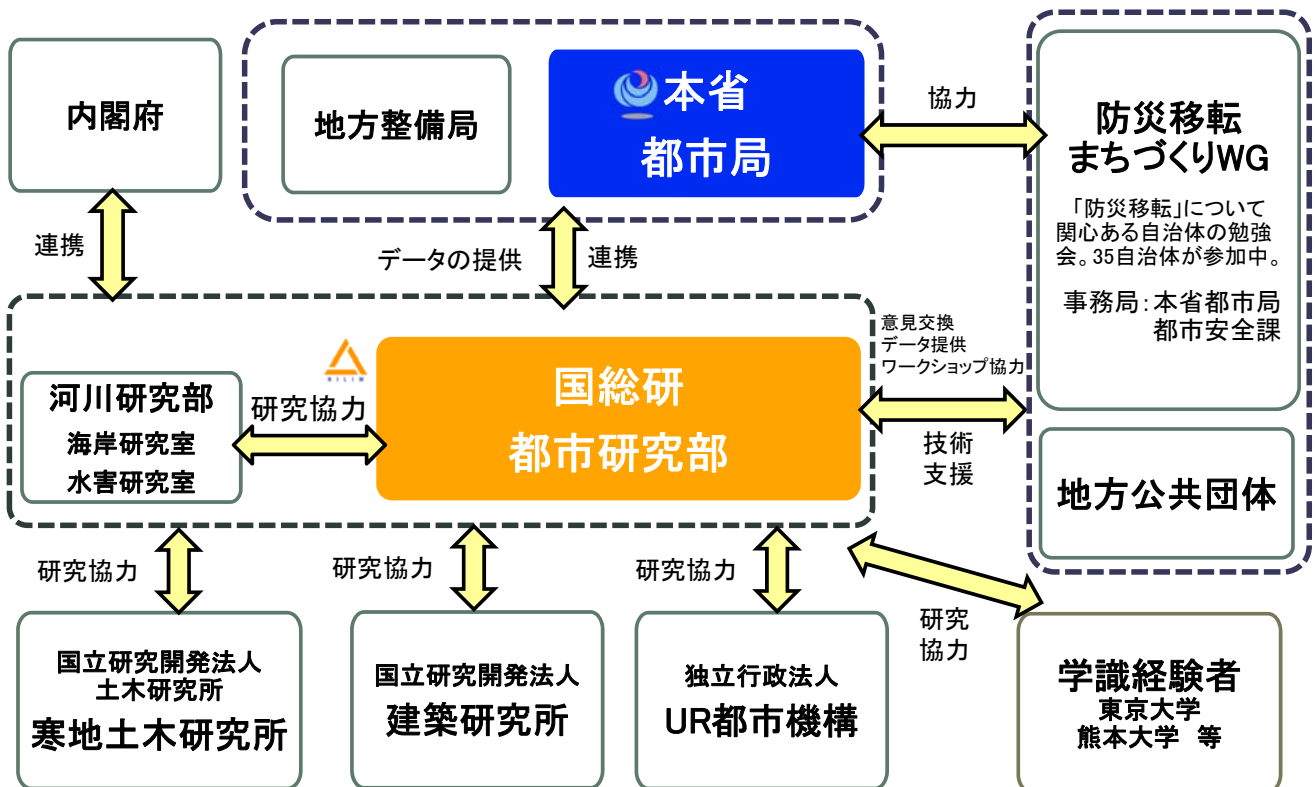 内閣府
地方整備局
本省
都市局
協力
防災移転
まちづくりWG
「防災移転」について
関心ある自治体の勉強
会。35自治体が参加中。
事務局：本省都市局
都市安全課
連携
データの提供
連携
意見交換
データ提供
ワークショップ協力
NILIM
国総研
都市研究部
河川研究部
海岸研究室
水害研究室
研究協力
技術
支援
地方公共団体
研究協力
研究協力
研究協力
研究
協力
国立研究開発法人
土木研究所
寒地土木研究所
国立研究開発法人
建築研究所
独立行政法人
UR都市機構
学識経験者
東京大学
熊本大学　等